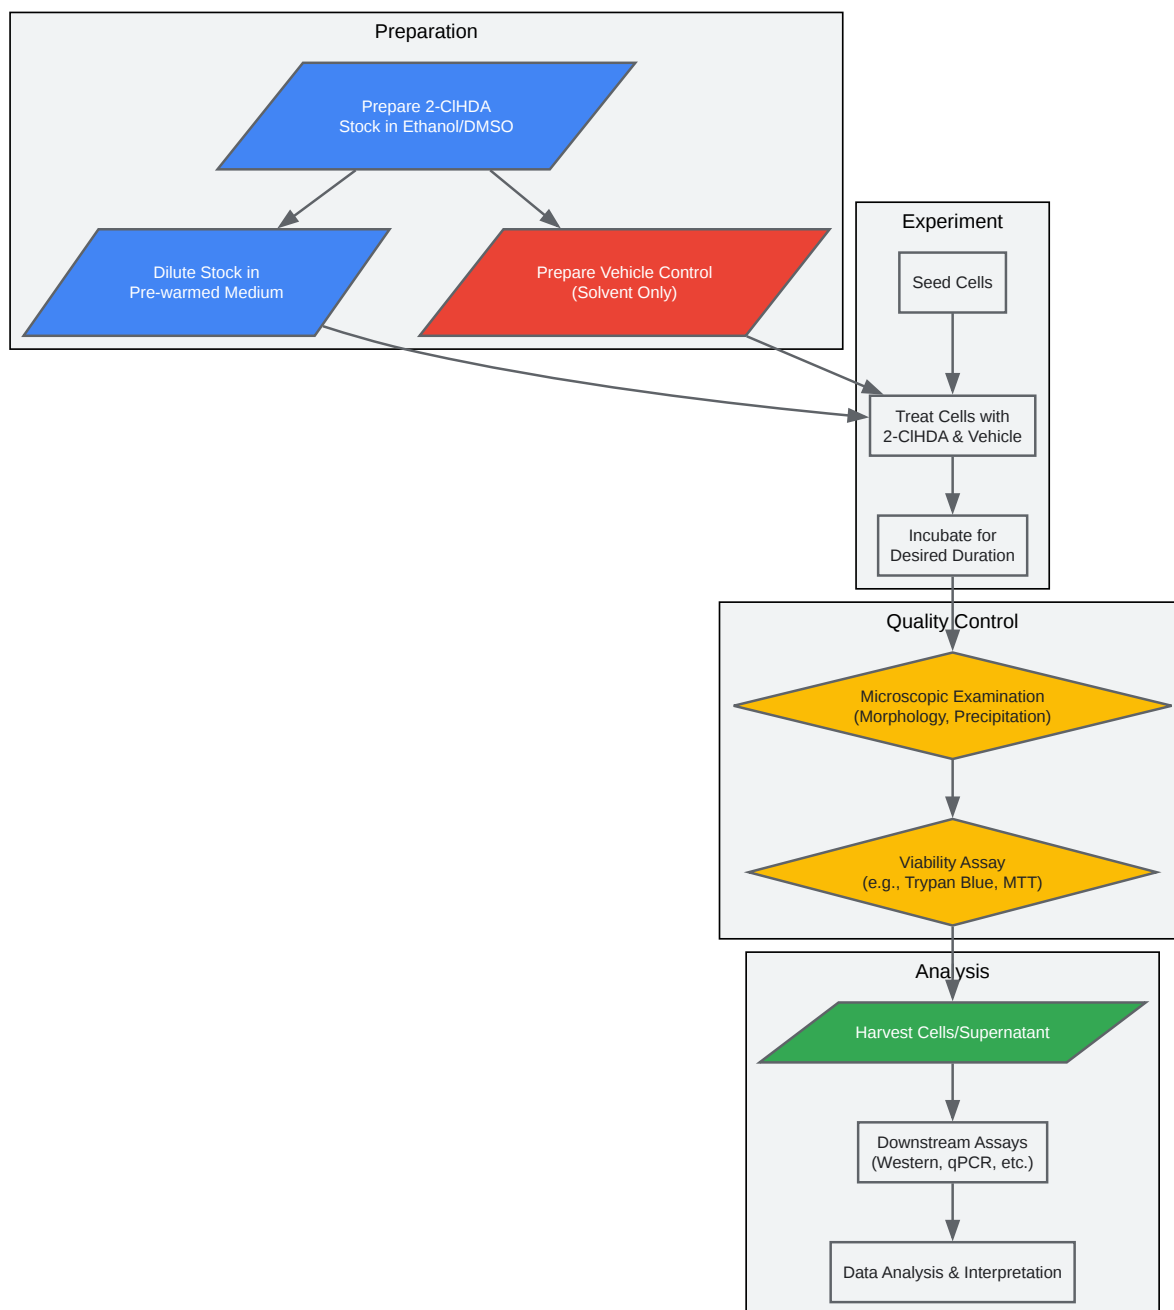 Preparation
Prepare 2-ClHDA
Stock in Ethanol/DMSO
Dilute Stock in
Pre-warmed Medium
Prepare Vehicle Control
(Solvent Only)
Experiment
Seed Cells
Treat Cells with
2-ClHDA & Vehicle
Incubate for
Desired Duration
Quality Control
Microscopic Examination
(Morphology, Precipitation)
Viability Assay
(e.g., Trypan Blue, MTT)
Analysis
Harvest Cells/Supernatant
Downstream Assays
(Western, qPCR, etc.)
Data Analysis & Interpretation